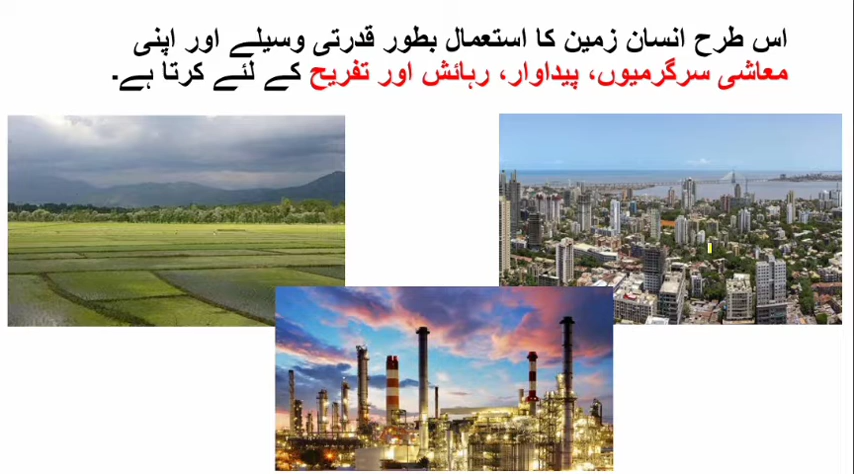 اس طرح انسان زمین کا استعمال بطور قدرتی وسیلے اور اپنی
معاشی سرگرمیوں، پیداوار، رہائش اور تفریح کے لئے کرتا ہے۔